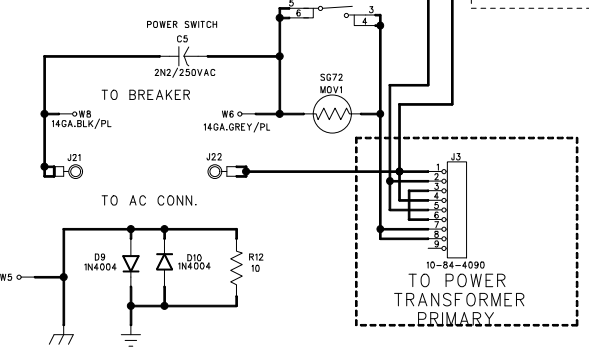 5
6
3
4
POWER SWITCH
C5
2N2/250VAC
SG72
MOV1
TO BREAKER
W8
14GA.BLK/PL
W6
14GA.GREY/PL
J21
J22
J3
1
2
3
4
5
6
7
8
9
10-84-4090
TO AC CONN.
TO POWER
TRANSFORMER
PRIMARY
D9
1N4004
D10
1N4004
R12
10
W5